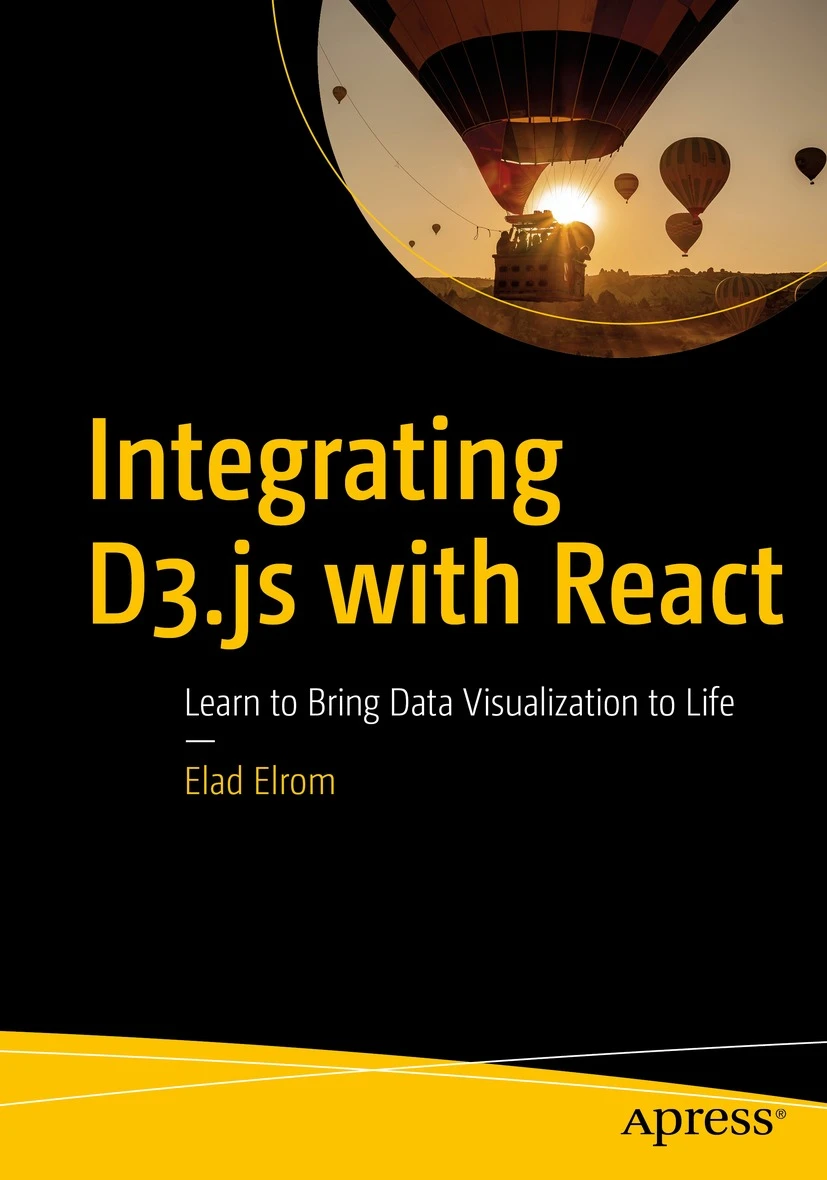 Integrating
D3.js with React
Learn to Bring Data Visualization to Life
—
Elad Elrom
Apress®